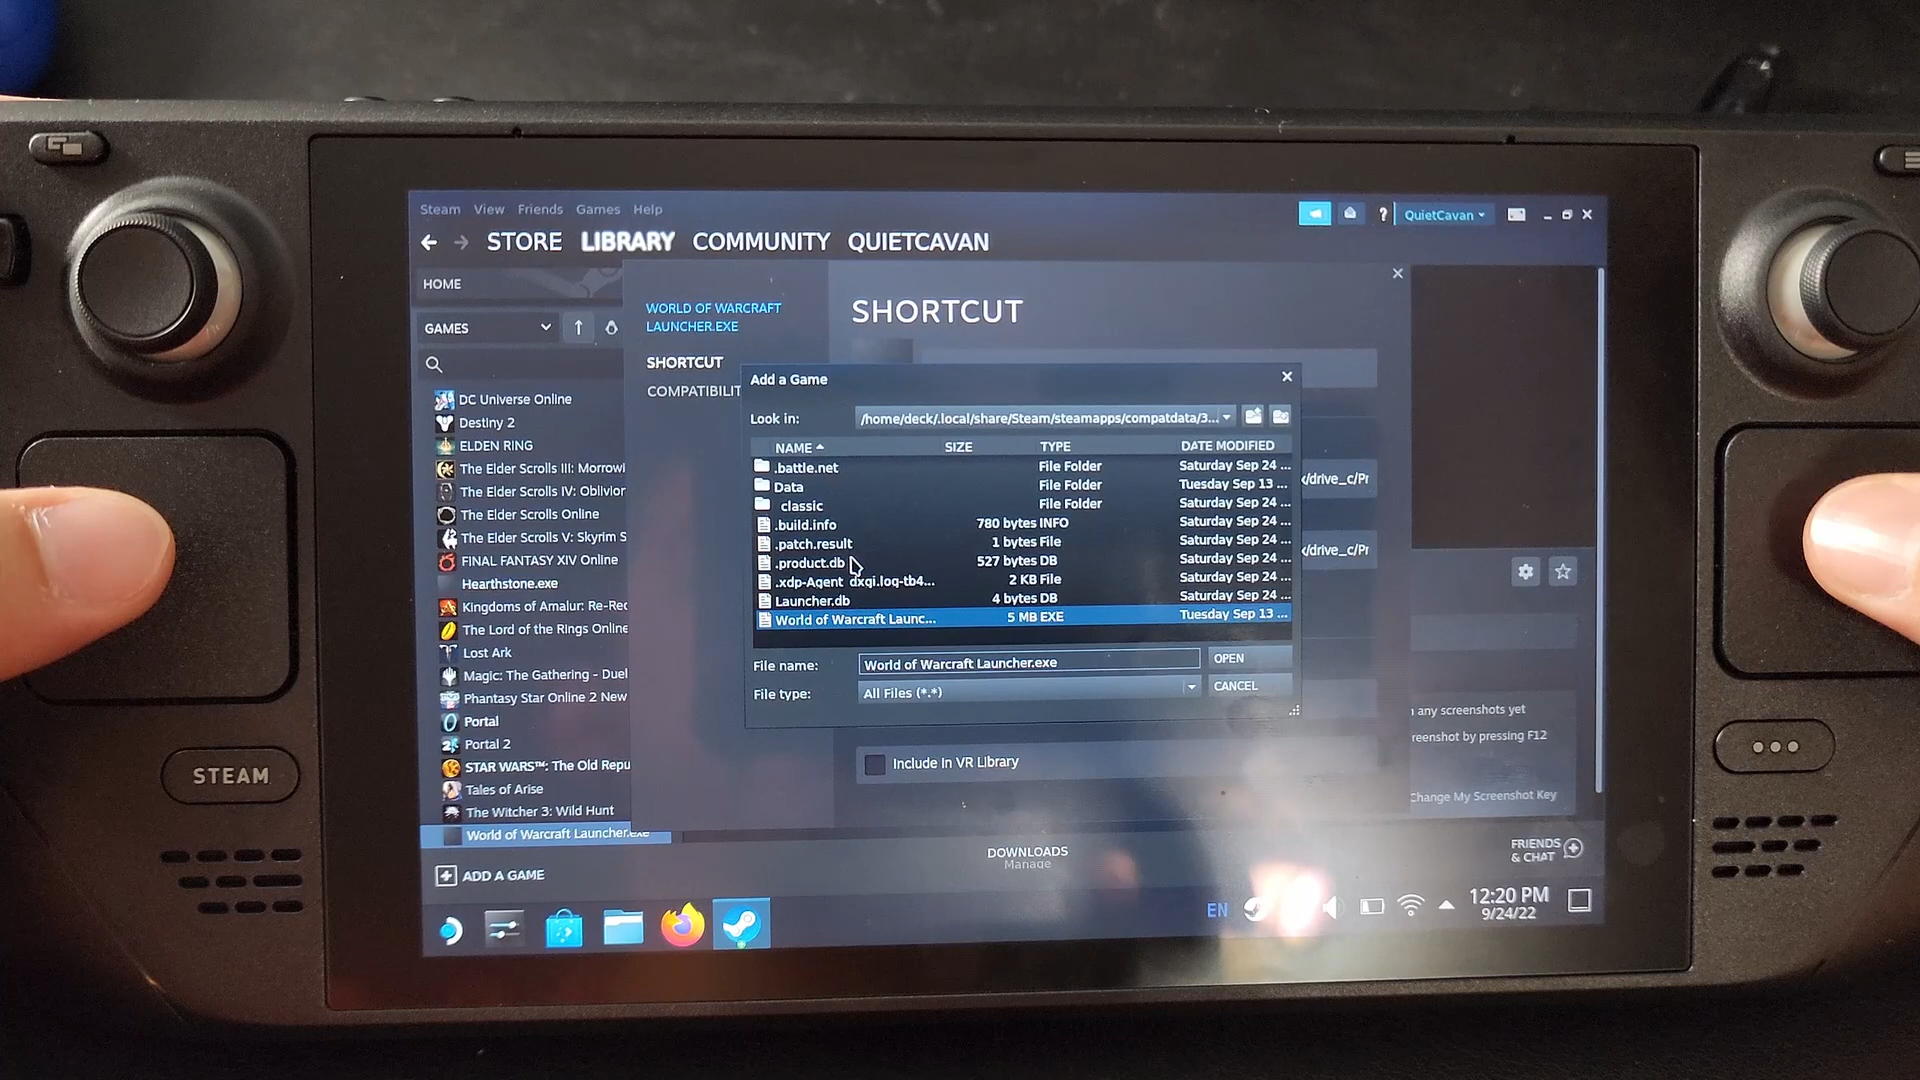 Steam View Friends Games Help
? QuietCavan
STORE LIBRARY COMMUNITY QUIETCAVAN
HOME
GAMES
DC Universe Online
Destiny 2
ELDEN RING
The Elder Scrolls III: Morrowi
The Elder Scrolls IV: Oblivior
The Elder Scrolls Online
The Elder Scrolls V: Skyrim S
FINAL FANTASY XIV Online
Hearthstone.exe
Kingdoms of Amalur: Re-Rec
The Lord of the Rings Online
Lost Ark
Magic: The Gathering - Duel
Phantasy Star Online 2 New
Portal
Portal 2
STAR WARS™: The Old Repu
Tales of Arise
The Witcher 3: Wild Hunt
World of Warcraft Launcher.exe
ADD A GAME
WORLD OF WARCRAFT
LAUNCHER.EXE
SHORTCUT
COMPATIBILIT
SHORTCUT
Add a Game
Look in: /home/deck/.local/share/Steam/steamapps/compatdata/3...
NAME SIZE TYPE DATE MODIFIED
.battle.net File Folder Saturday Sep 24 ...
Data File Folder Tuesday Sep 13 ...
classic File Folder Saturday Sep 24 ...
.build.info 780 bytes INFO Saturday Sep 24 ...
.patch.result 1 bytes File Saturday Sep 24 ...
.product.db 527 bytes DB Saturday Sep 24 ...
.xdp-Agent dxgi.log-tb4... 2 KB File Saturday Sep 24 ...
Launcher.db 4 bytes DB Saturday Sep 24 ...
World of Warcraft Launc... 5 MB EXE Tuesday Sep 13 ...
File name: World of Warcraft Launcher.exe OPEN
File type: All Files (*.*) CANCEL
/drive_c/Pr
/drive_c/Pr
Include In VR Library
any screenshots yet
reenshot by pressing F12
Change My Screenshot Key
DOWNLOADS
Manage
FRIENDS
& CHAT
EN
12:20 PM
9/24/22
STEAM